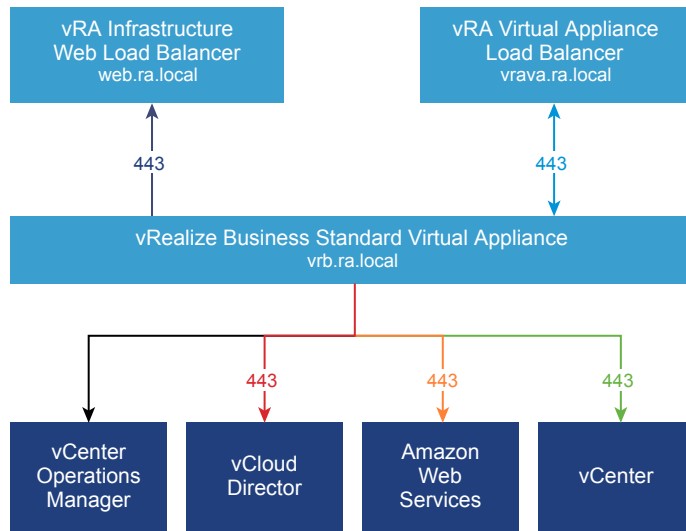 vRA Infrastructure
Web Load Balancer
web.ra.local
vRA Virtual Appliance
Load Balancer
vrava.ra.local
443
443
vRealize Business Standard Virtual Appliance
vrb.ra.local
443
443
443
vCenter
Operations
Manager
vCloud
Director
Amazon
Web
Services
vCenter